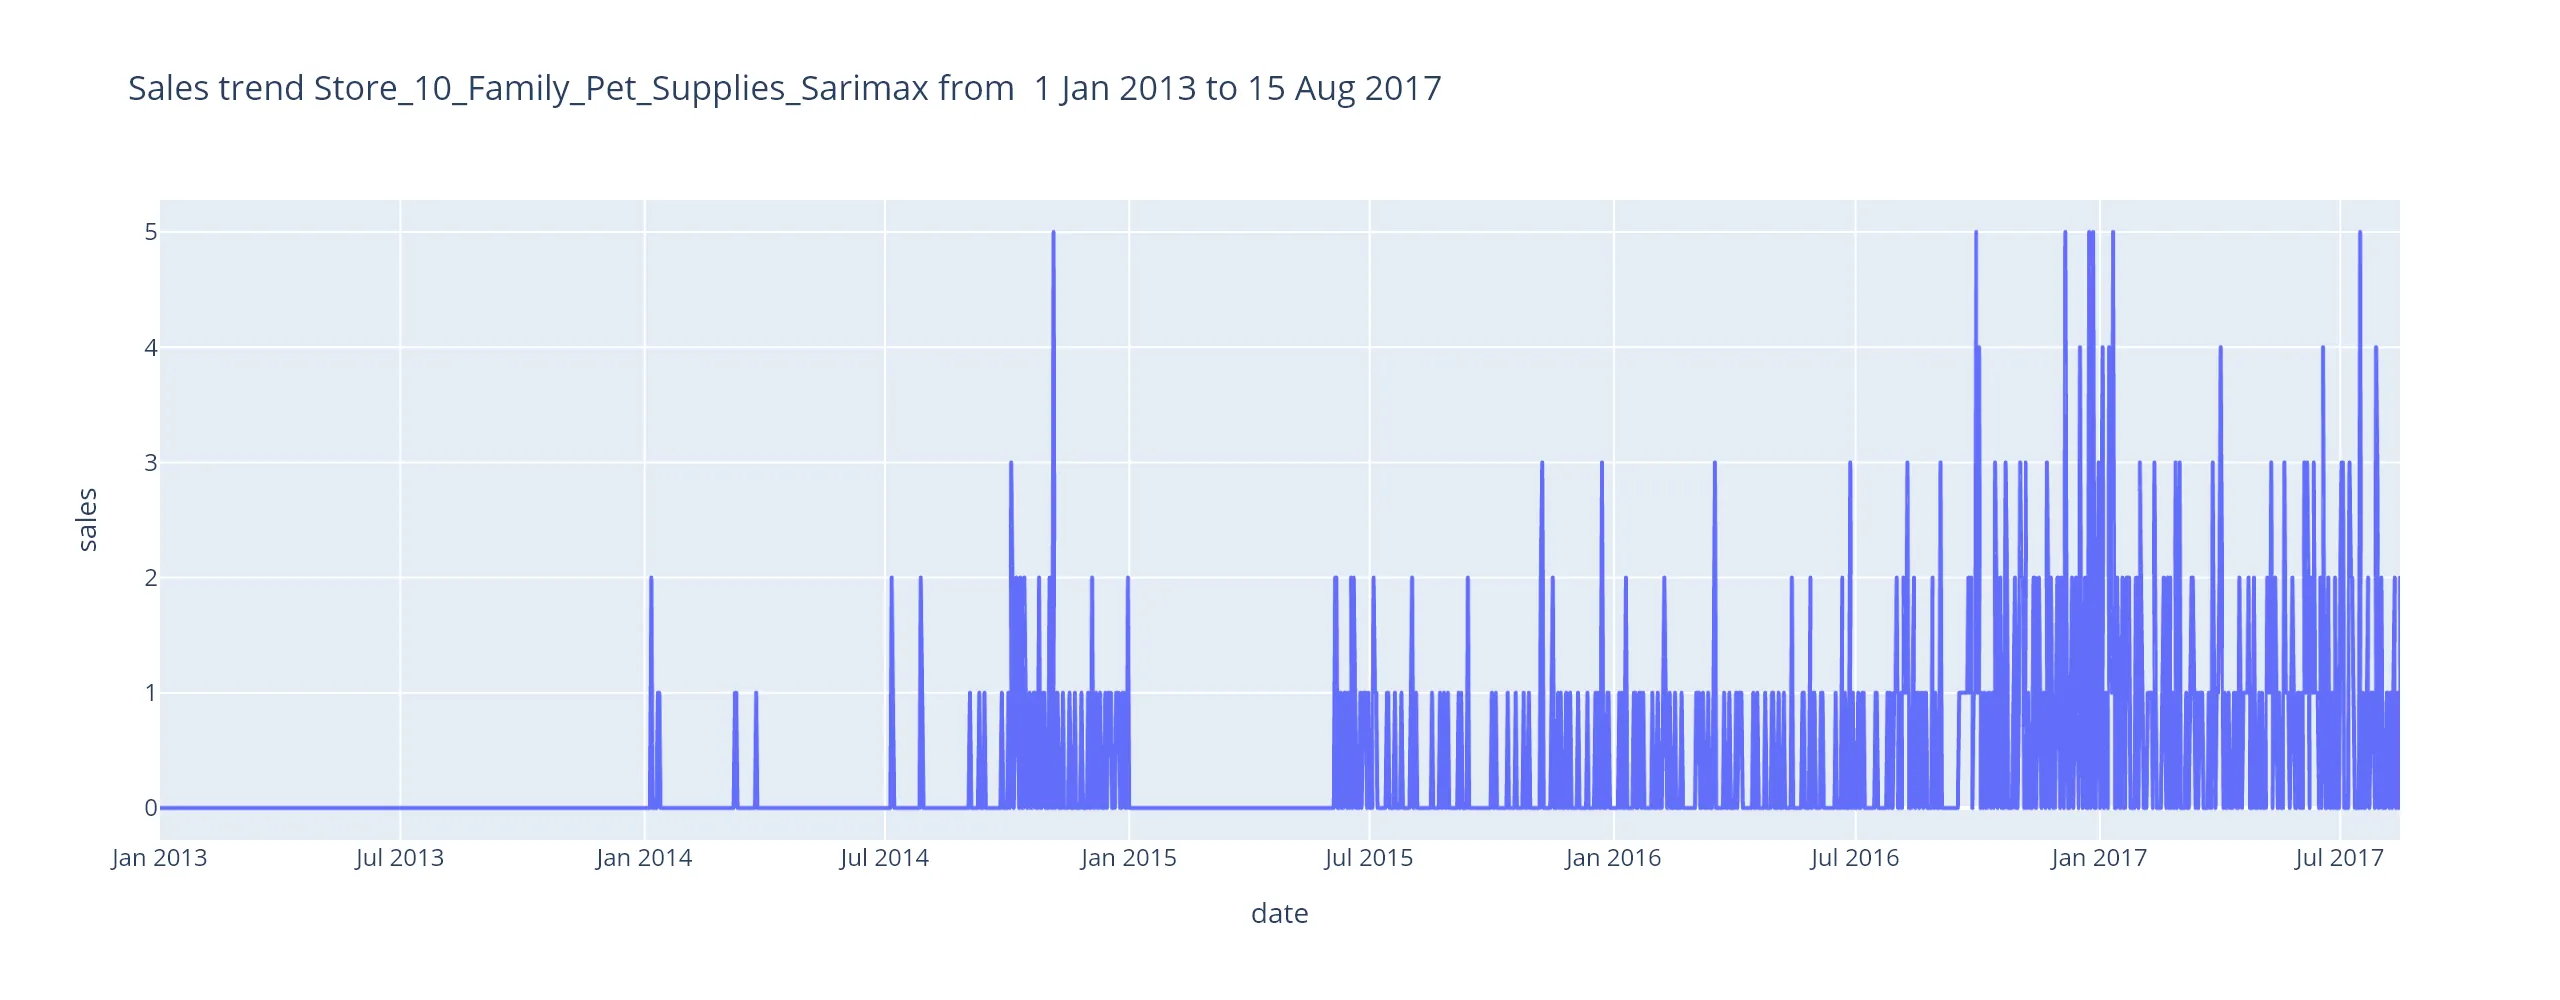 Sales trend Store_10_Family_Pet_Supplies_Sarimax from  1 Jan 2013 to 15 Aug 2017
5
4
3
2
1
0
sales
Jan 2013
Jul 2013
Jan 2014
Jul 2014
Jan 2015
Jul 2015
Jan 2016
Jul 2016
Jan 2017
Jul 2017
date